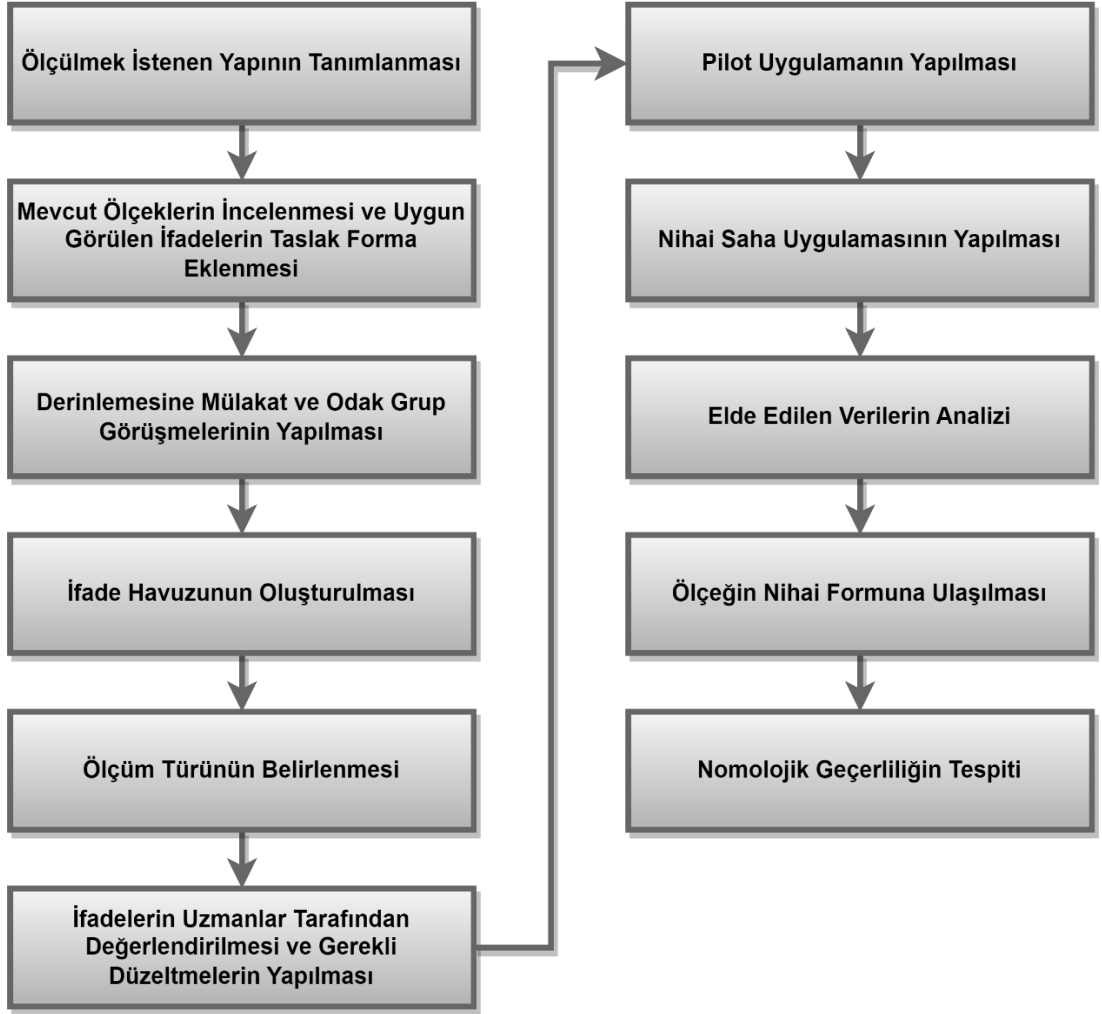 Ölçülmek İstenen Yapının Tanımlanması
Mevcut Ölçeklerin İncelenmesi ve Uygun
Görülen İfadelerin Taslak Forma
Eklenmesi
Derinlemesine Mülakat ve Odak Grup
Görüşmelerinin Yapılması
İfade Havuzunun Oluşturulması
Ölçüm Türünün Belirlenmesi
İfadelerin Uzmanlar Tarafından
Değerlendirilmesi ve Gerekli
Düzeltmelerin Yapılması
Pilot Uygulamanın Yapılması
Nihai Saha Uygulamasının Yapılması
Elde Edilen Verilerin Analizi
Ölçeğin Nihai Formuna Ulaşılması
Nomolojik Geçerliliğin Tespiti